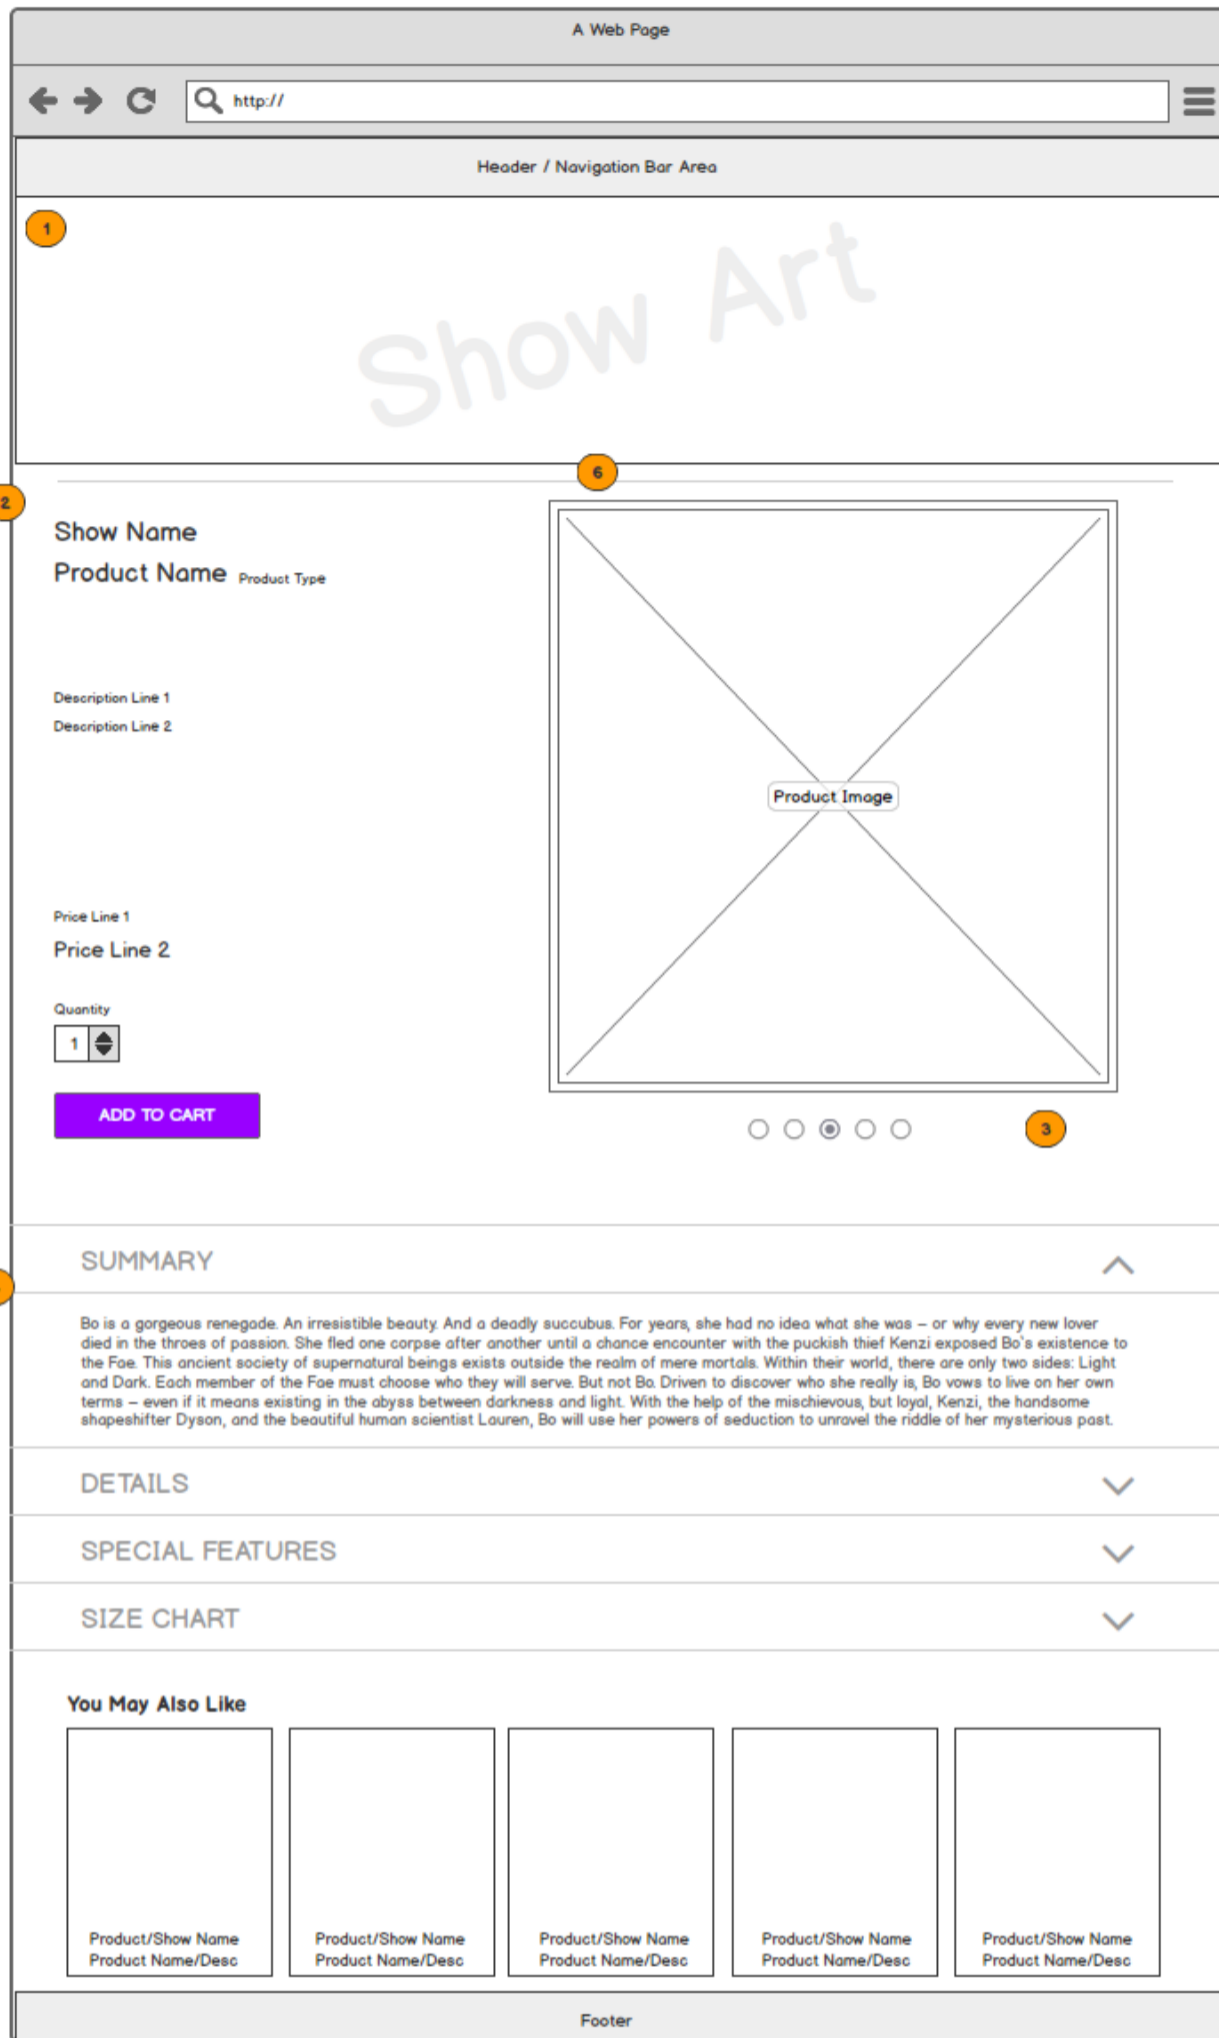 A Web Page
http://
Header / Navigation Bar Area
1
Show Art
6
2
Show Name
Product Name Product Type
Description Line 1
Description Line 2
Product Image
Price Line 1
Price Line 2
Quantity
1
ADD TO CART
3
SUMMARY
Bo is a gorgeous renegade. An irresistible beauty. And a deadly succubus. For years, she had no idea what she was – or why every new lover
died in the throes of passion. She fled one corpse after another until a chance encounter with the puckish thief Kenzi exposed Bo's existence to
the Fae. This ancient society of supernatural beings exists outside the realm of mere mortals. Within their world, there are only two sides: Light
and Dark. Each member of the Fae must choose who they will serve. But not Bo. Driven to discover who she really is, Bo vows to live on her own
terms – even if it means existing in the abyss between darkness and light. With the help of the mischievous, but loyal, Kenzi, the handsome
shapeshifter Dyson, and the beautiful human scientist Lauren, Bo will use her powers of seduction to unravel the riddle of her mysterious past.
DETAILS
SPECIAL FEATURES
SIZE CHART
You May Also Like
Product/Show Name
Product Name/Desc
Product/Show Name
Product Name/Desc
Product/Show Name
Product Name/Desc
Product/Show Name
Product Name/Desc
Product/Show Name
Product Name/Desc
Footer